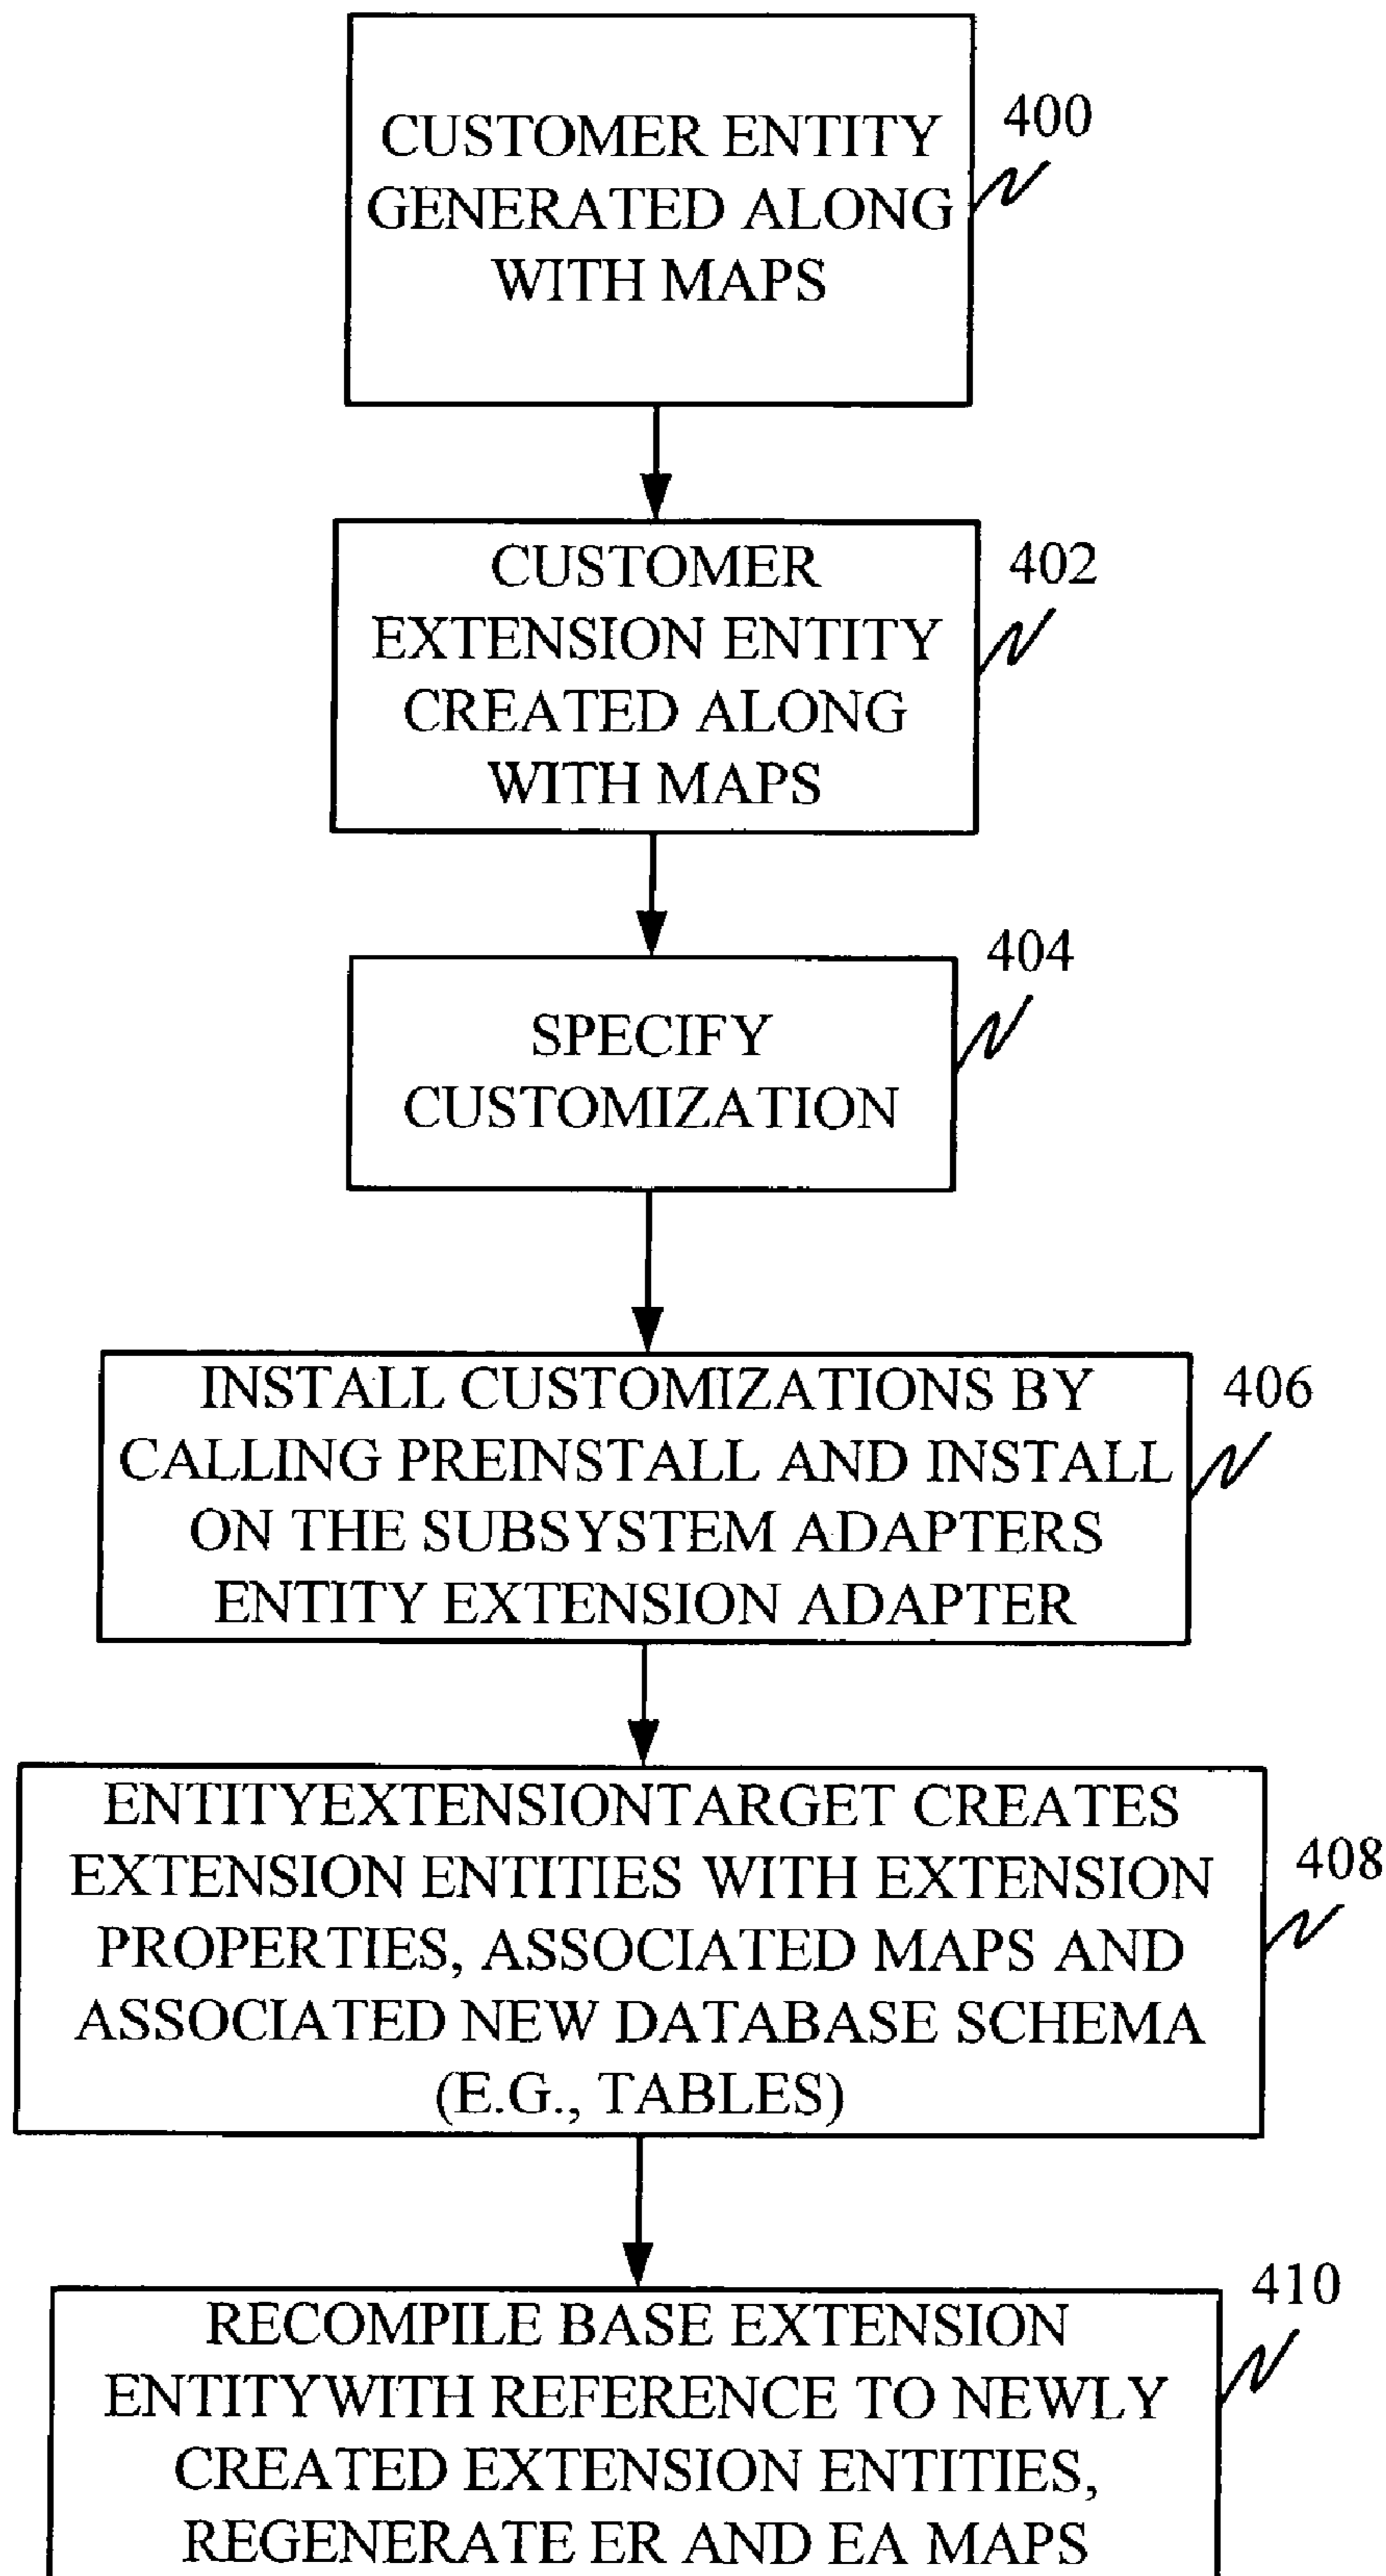 CUSTOMER ENTITY
GENERATED ALONG
WITH MAPS
400
CUSTOMER
EXTENSION ENTITY
CREATED ALONG
WITH MAPS
402
SPECIFY
CUSTOMIZATION
404
INSTALL CUSTOMIZATIONS BY
CALLING PREINSTALL AND INSTALL
ON THE SUBSYSTEM ADAPTERS
ENTITY EXTENSION ADAPTER
406
ENTITYEXTENSIONTARGET CREATES
EXTENSION ENTITIES WITH EXTENSION
PROPERTIES, ASSOCIATED MAPS AND
ASSOCIATED NEW DATABASE SCHEMA
(E.G., TABLES)
408
RECOMPILE BASE EXTENSION
ENTITYWITH REFERENCE TO NEWLY
CREATED EXTENSION ENTITIES,
REGENERATE ER AND EA MAPS
410